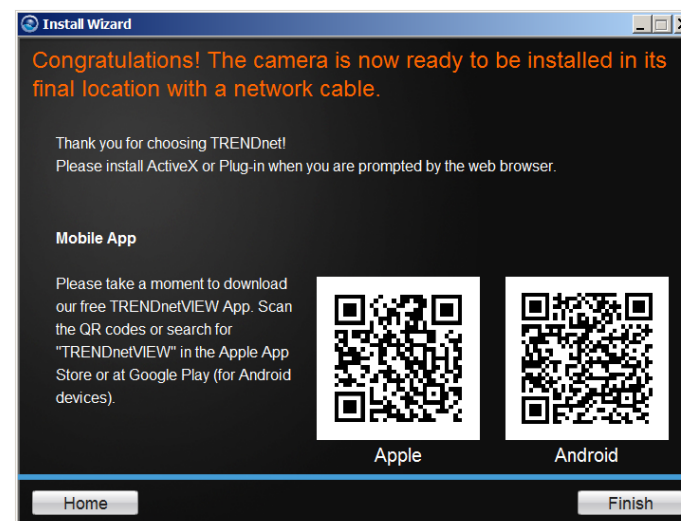 Install Wizard
Congratulations! The camera is now ready to be installed in its
final location with a network cable.
Thank you for choosing TRENDnet!
Please install ActiveX or Plug-in when you are prompted by the web browser.
Mobile App
Please take a moment to download
our free TRENDnetVIEW App. Scan
the QR codes or search for
"TRENDnetVIEW" in the Apple App
Store or at Google Play (for Android
devices).
Apple
Android
Home
Finish